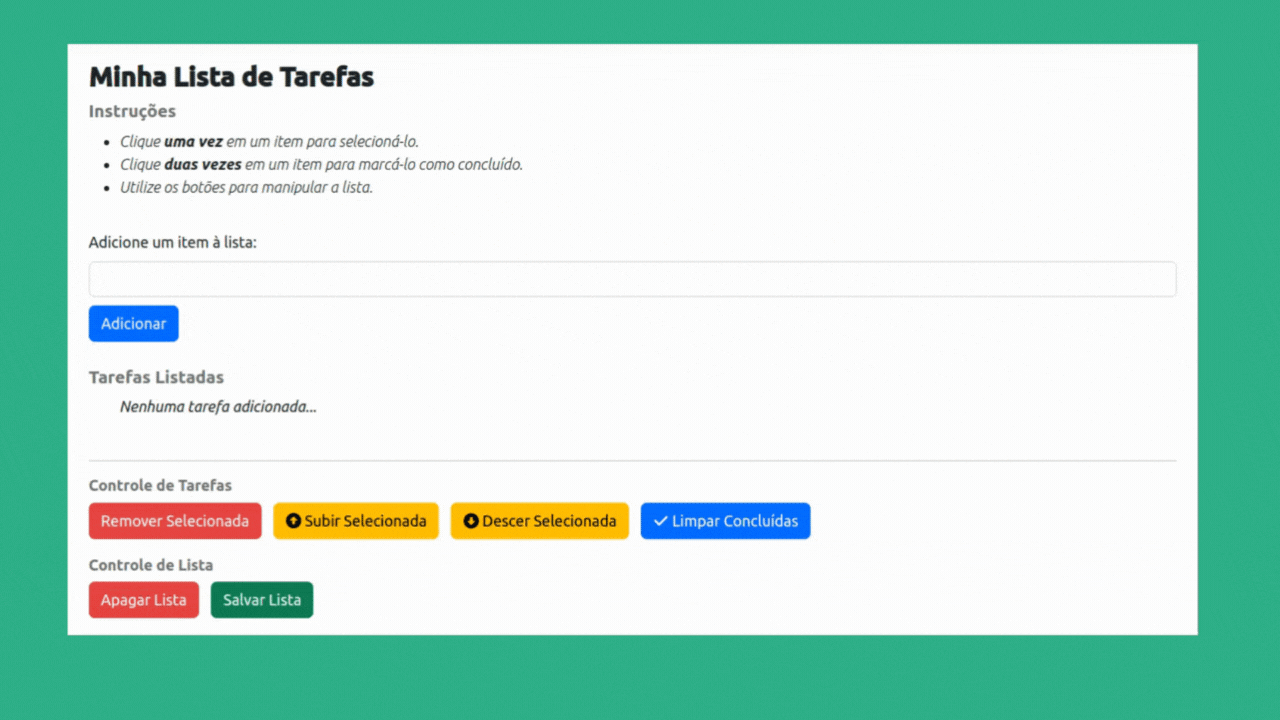 Minha Lista de Tarefas
Instruções
Clique uma vez em um item para selecioná-lo.
Clique duas vezes em um item para marcá-lo como concluído.
Utilize os botões para manipular a lista.
Adicione um item à lista:
Adicionar
Tarefas Listadas
Nenhuma tarefa adicionada...
Controle de Tarefas
Remover Selecionada Subir Selecionada Descer Selecionada Limpar Concluídas
Controle de Lista
Apagar Lista Salvar Lista